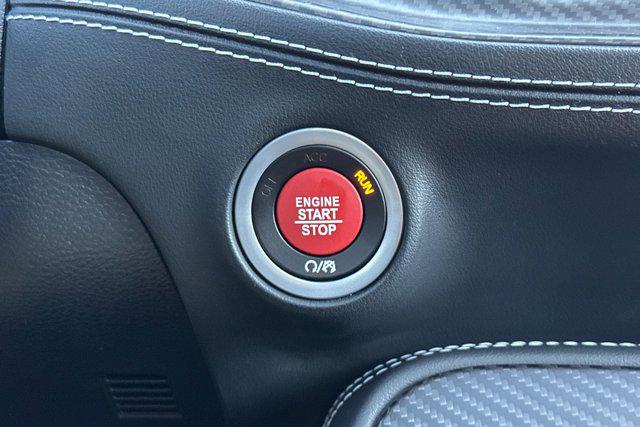 OFF ACC RUN
ENGINE
START
STOP